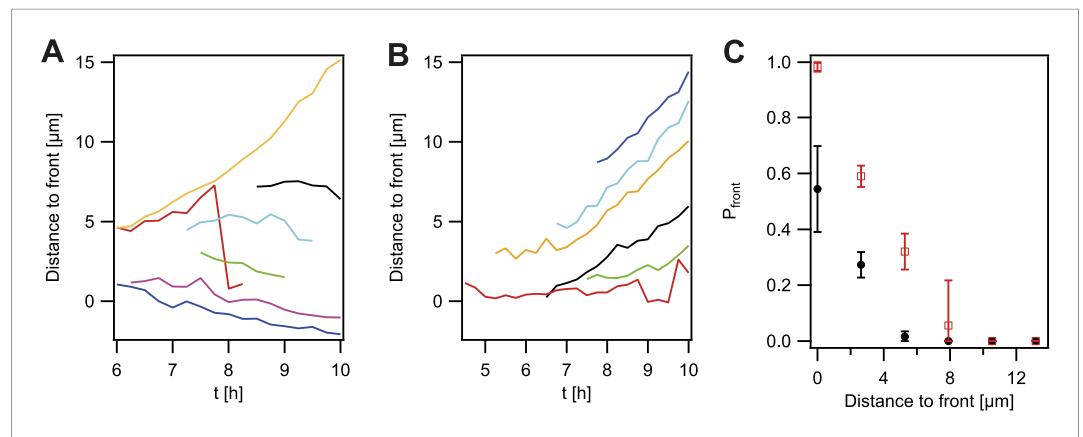 A
Distance to front [µm]
15
10
5
0
6 7 8 9 10
t [h]
B
Distance to front [µm]
15
10
5
0
5 6 7 8 9 10
t [h]
C
Pfront
1.0
0.8
0.6
0.4
0.2
0.0
0 4 8 12
Distance to front [µm]